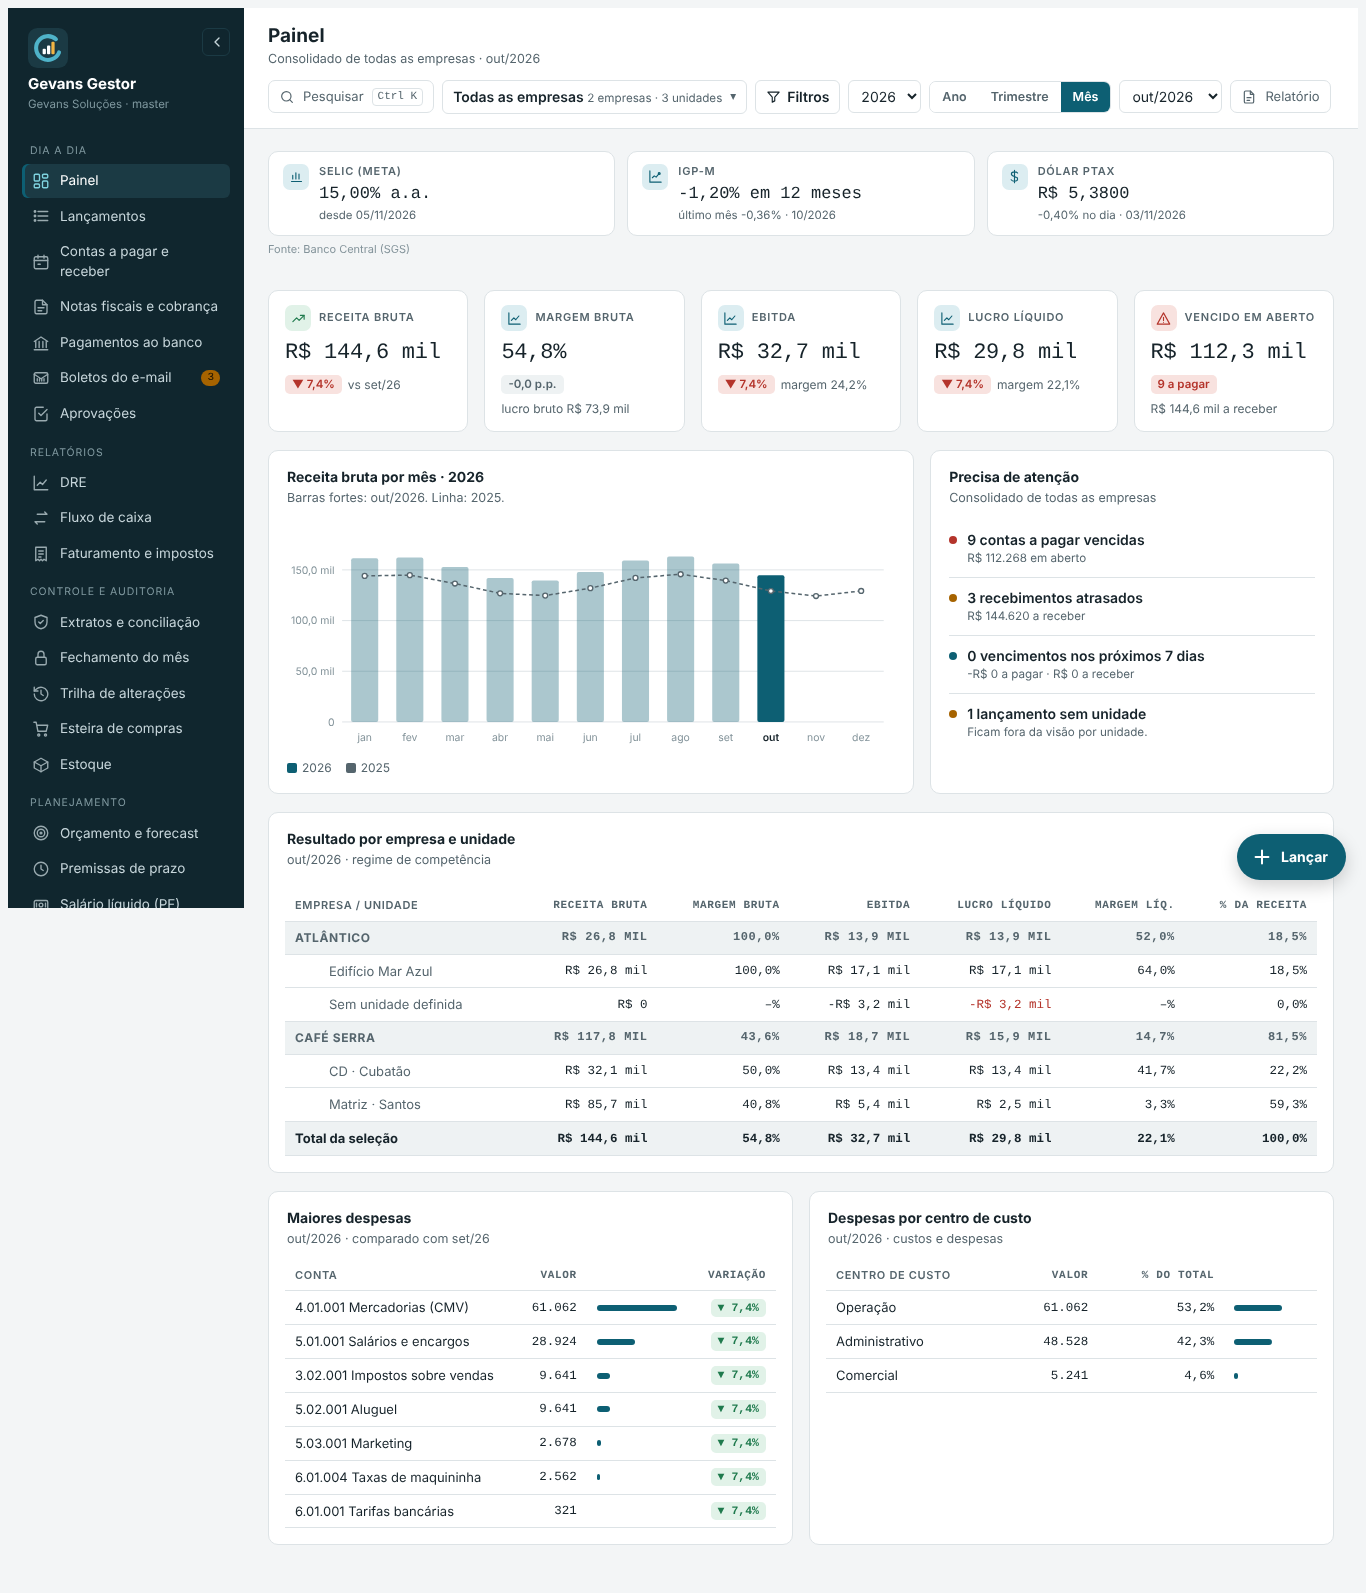 Gevans Gestor
Gevans Soluções · master
DIA A DIA
Painel
Lançamentos
Contas a pagar e
receber
Notas fiscais e cobrança
Pagamentos ao banco
Boletos do e-mail 3
Aprovações
RELATÓRIOS
DRE
Fluxo de caixa
Faturamento e impostos
CONTROLE E AUDITORIA
Extratos e conciliação
Fechamento do mês
Trilha de alterações
Esteira de compras
Estoque
PLANEJAMENTO
Orçamento e forecast
Premissas de prazo
Salário líquido (PF)
Painel
Consolidado de todas as empresas · out/2026
Pesquisar Ctrl K Todas as empresas 2 empresas · 3 unidades ▼ Filtros 2026 Ano Trimestre Mês out/2026 Relatório
SELIC (META)
15,00% a.a.
desde 05/11/2026
IGP-M
-1,20% em 12 meses
último mês -0,36% · 10/2026
DÓLAR PTAX
R$ 5,3800
-0,40% no dia · 03/11/2026
Fonte: Banco Central (SGS)
RECEITA BRUTA
R$ 144,6 mil
▼ 7,4% vs set/26
MARGEM BRUTA
54,8%
-0,0 p.p.
lucro bruto R$ 73,9 mil
EBITDA
R$ 32,7 mil
▼ 7,4% margem 24,2%
LUCRO LÍQUIDO
R$ 29,8 mil
▼ 7,4% margem 22,1%
VENCIDO EM ABERTO
R$ 112,3 mil
9 a pagar
R$ 144,6 mil a receber
Receita bruta por mês · 2026
Barras fortes: out/2026. Linha: 2025.
150,0 mil
100,0 mil
50,0 mil
0
jan fev mar abr mai jun jul ago set out nov dez
2026 2025
Precisa de atenção
Consolidado de todas as empresas
9 contas a pagar vencidas
R$ 112.268 em aberto
3 recebimentos atrasados
R$ 144.620 a receber
0 vencimentos nos próximos 7 dias
-R$ 0 a pagar · R$ 0 a receber
1 lançamento sem unidade
Ficam fora da visão por unidade.
Resultado por empresa e unidade
out/2026 · regime de competência
Lançar
EMPRESA / UNIDADE RECEITA BRUTA MARGEM BRUTA EBITDA LUCRO LÍQUIDO MARGEM LÍQ. % DA RECEITA
ATLÂNTICO R$ 26,8 MIL 100,0% R$ 13,9 MIL R$ 13,9 MIL 52,0% 18,5%
Edifício Mar Azul R$ 26,8 mil 100,0% R$ 17,1 mil R$ 17,1 mil 64,0% 18,5%
Sem unidade definida R$ 0 –% -R$ 3,2 mil -R$ 3,2 mil –% 0,0%
CAFÉ SERRA R$ 117,8 MIL 43,6% R$ 18,7 MIL R$ 15,9 MIL 14,7% 81,5%
CD · Cubatão R$ 32,1 mil 50,0% R$ 13,4 mil R$ 13,4 mil 41,7% 22,2%
Matriz · Santos R$ 85,7 mil 40,8% R$ 5,4 mil R$ 2,5 mil 3,3% 59,3%
Total da seleção R$ 144,6 mil 54,8% R$ 32,7 mil R$ 29,8 mil 22,1% 100,0%
Maiores despesas
out/2026 · comparado com set/26
CONTA VALOR VARIAÇÃO
4.01.001 Mercadorias (CMV) 61.062 ▼ 7,4%
5.01.001 Salários e encargos 28.924 ▼ 7,4%
3.02.001 Impostos sobre vendas 9.641 ▼ 7,4%
5.02.001 Aluguel 9.641 ▼ 7,4%
5.03.001 Marketing 2.678 ▼ 7,4%
6.01.004 Taxas de maquininha 2.562 ▼ 7,4%
6.01.001 Tarifas bancárias 321 ▼ 7,4%
Despesas por centro de custo
out/2026 · custos e despesas
CENTRO DE CUSTO VALOR % DO TOTAL
Operação 61.062 53,2%
Administrativo 48.528 42,3%
Comercial 5.241 4,6%